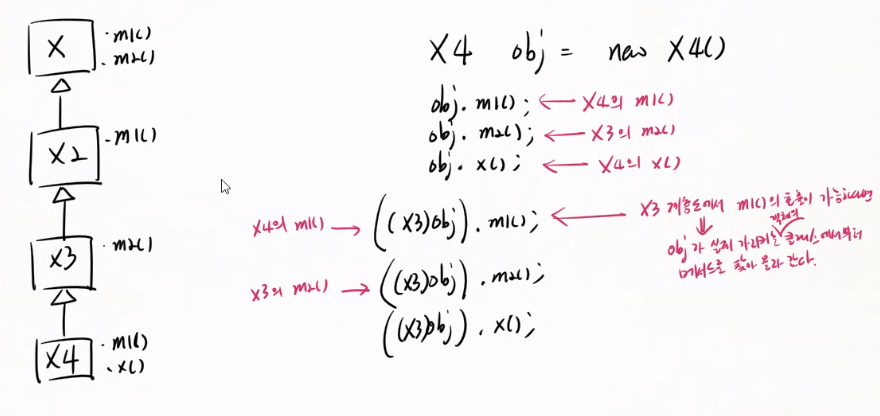 X
· m1()
· m2()
X2
· m1()
X3
· m2()
X4
· m1()
· x()
X4 obj = new X4()
obj. m1(); ← X4의 m1()
obj. m2(); ← X3의 m2()
obj. x(); ← X4의 x()
X4의 m1() → ((X3)obj). m1(); ← X3 계층도에서 m1()의 호출이 가능하다면
↓ 객체의
obj가 실제 가리키는 클래스에서부터
메서드를 찾아 올라 간다.
X3의 m2() → ((X3)obj). m2();
((X3)obj). x();